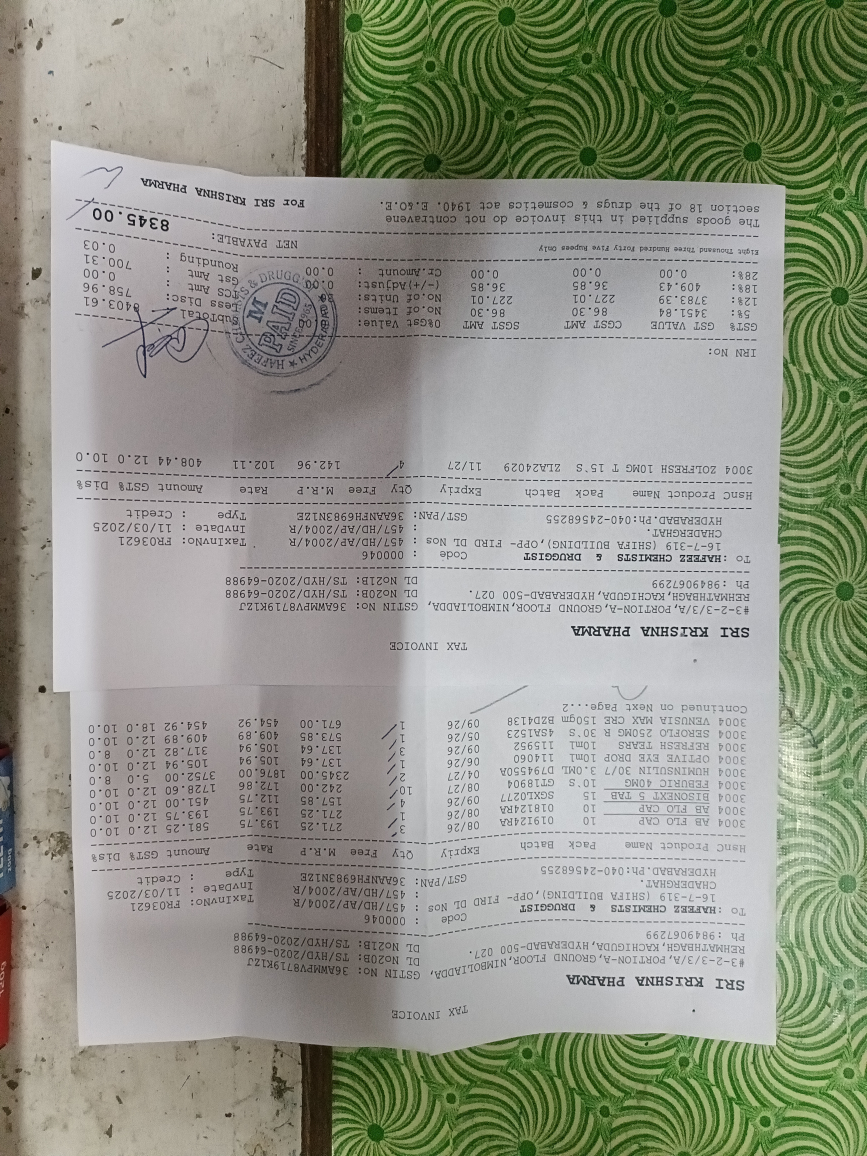 TAX INVOICE
SRI KRISHNA PHARMA
#3-2-3/3/A, PORTION-A, GROUND FLOOR, NIMBOLIADDA, GSTIN No: 36AWMPV8719K1ZJ
REHMATHBAGH, KACHIGUDA, HYDERABAD-500 027. DL No20B: TS/HYD/2020-64988
Ph :9849067299 DL No21B: TS/HYD/2020-64988
To :HAFEEZ CHEMISTS & DRUGGIST Code : 000046 TaxInvNo: FR03621
16-7-319 (SHIFA BUILDING), OPP- FIRD DL Nos : 457/HD/AP/2004/R InvDate : 11/03/2025
CHADERGHAT. : 457/HD/AP/2004/R Type : Credit
HYDERABAD.Ph:040-24568255 GST/PAN: 36AANFH6983N1ZE
HsnC Product Name Pack Batch Expriy Qty Free M.R.P Rate Amount GST% Dis%
3004 AB FLO CAP 10 019124RA 08/26 3 271.25 193.75 581.25 12.0 10.0
3004 AB FLO CAP 10 018124RA 08/26 1 271.25 193.75 193.75 12.0 10.0
3004 BISONEXT 5 TAB 15 SGXL0277 09/26 4 157.85 112.75 451.00 12.0 10.0
3004 FEBURIC 40MG 10'S GT18904 08/27 10 242.00 172.86 1728.60 12.0 10.0
3004 HUMINSULIN 30/7 3.0ML D794550A 04/27 2 2345.00 1876.00 3752.00 5.0 8.0
3004 OPTIVE EYE DROP 10ml 114060 06/26 1 137.64 105.94 105.94 12.0 10.0
3004 REFRESH TEARS 10ml 115952 09/26 3 137.64 105.94 317.82 12.0 8.0
3004 SEROFLO 250MG R 30'S 4SA1523 05/26 1 573.85 409.89 409.89 12.0 10.0
3004 VENUSIA MAX CRE 150gm BZD4138 09/26 1 671.00 454.92 454.92 18.0 10.0
Continued on Next Page...2
TAX INVOICE
SRI KRISHNA PHARMA
#3-2-3/3/A, PORTION-A, GROUND FLOOR, NIMBOLIADDA, GSTIN No: 36AWMPV8719K1ZJ
REHMATHBAGH, KACHIGUDA, HYDERABAD-500 027. DL No20B: TS/HYD/2020-64988
Ph :9849067299 DL No21B: TS/HYD/2020-64988
To :HAFEEZ CHEMISTS & DRUGGIST Code : 000046 TaxInvNo: FR03621
16-7-319 (SHIFA BUILDING), OPP- FIRD DL Nos : 457/HD/AP/2004/R InvDate : 11/03/2025
CHADERGHAT. : 457/HD/AP/2004/R Type : Credit
HYDERABAD.Ph:040-24568255 GST/PAN: 36AANFH6983N1ZE
HsnC Product Name Pack Batch Expriy Qty Free M.R.P Rate Amount GST% Dis%
3004 ZOLFRESH 10MG T 15'S ZLA24029 11/27 4 142.96 102.11 408.44 12.0 10.0
IRN No:
GST% GST VALUE CGST AMT SGST AMT 0%Gst Value: Subtotal : 8403.61
5%: 3451.84 86.30 86.30 No.of Items: Less Disc: 758.96
12%: 3783.39 227.01 227.01 No.of Units: TCS Amt : 0.00
18%: 409.43 36.85 36.85 (-/+)Adjust: 0.00 Gst Amt : 700.31
28%: 0.00 0.00 0.00 Cr.Amount : 0.00 Rounding : 0.03
HAFEEZ CHEMISTS & DRUGGISTS
M
PAID
SINCE 1965
HYDERABAD
Eight Thousand Three Hundred Forty Five Rupees Only NET PAYABLE: 8345.00
The goods supplied in this invoice do not contravene
section 18 of the drugs & cosmetics act 1940. E.O.&E. For SRI KRISHNA PHARMA
120g